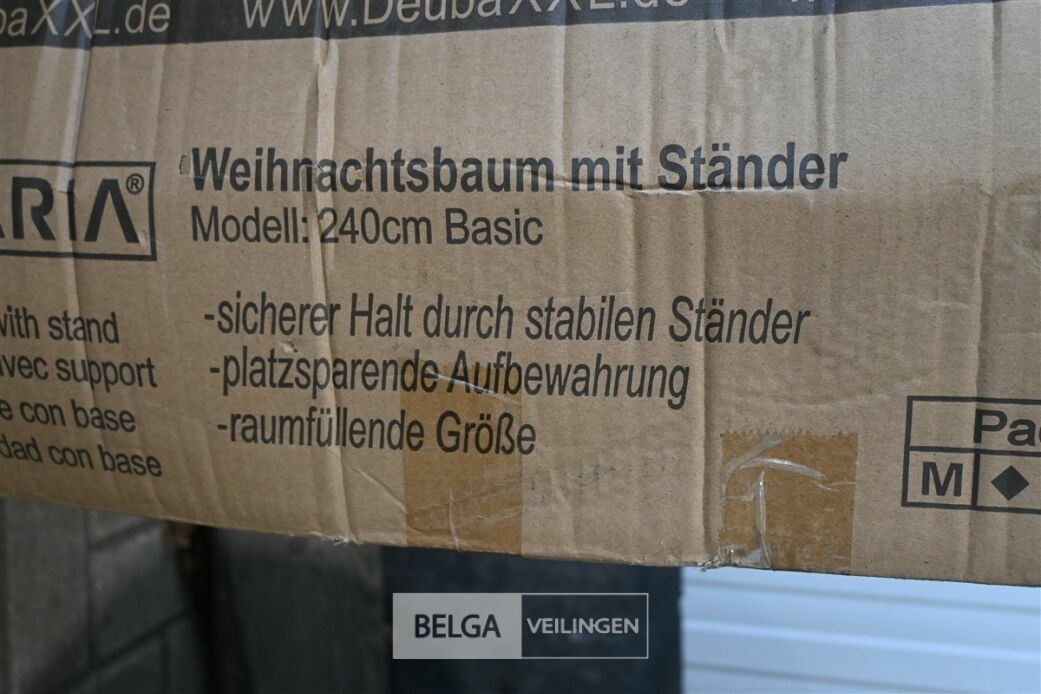 www.DeubaXXL.de
Weihnachtsbaum mit Ständer
Modell: 240cm Basic
-sicherer Halt durch stabilen Ständer
-platzsparende Aufbewahrung
-raumfüllende Größe
with stand
avec support
con base
con base
M
BELGA VEILINGEN